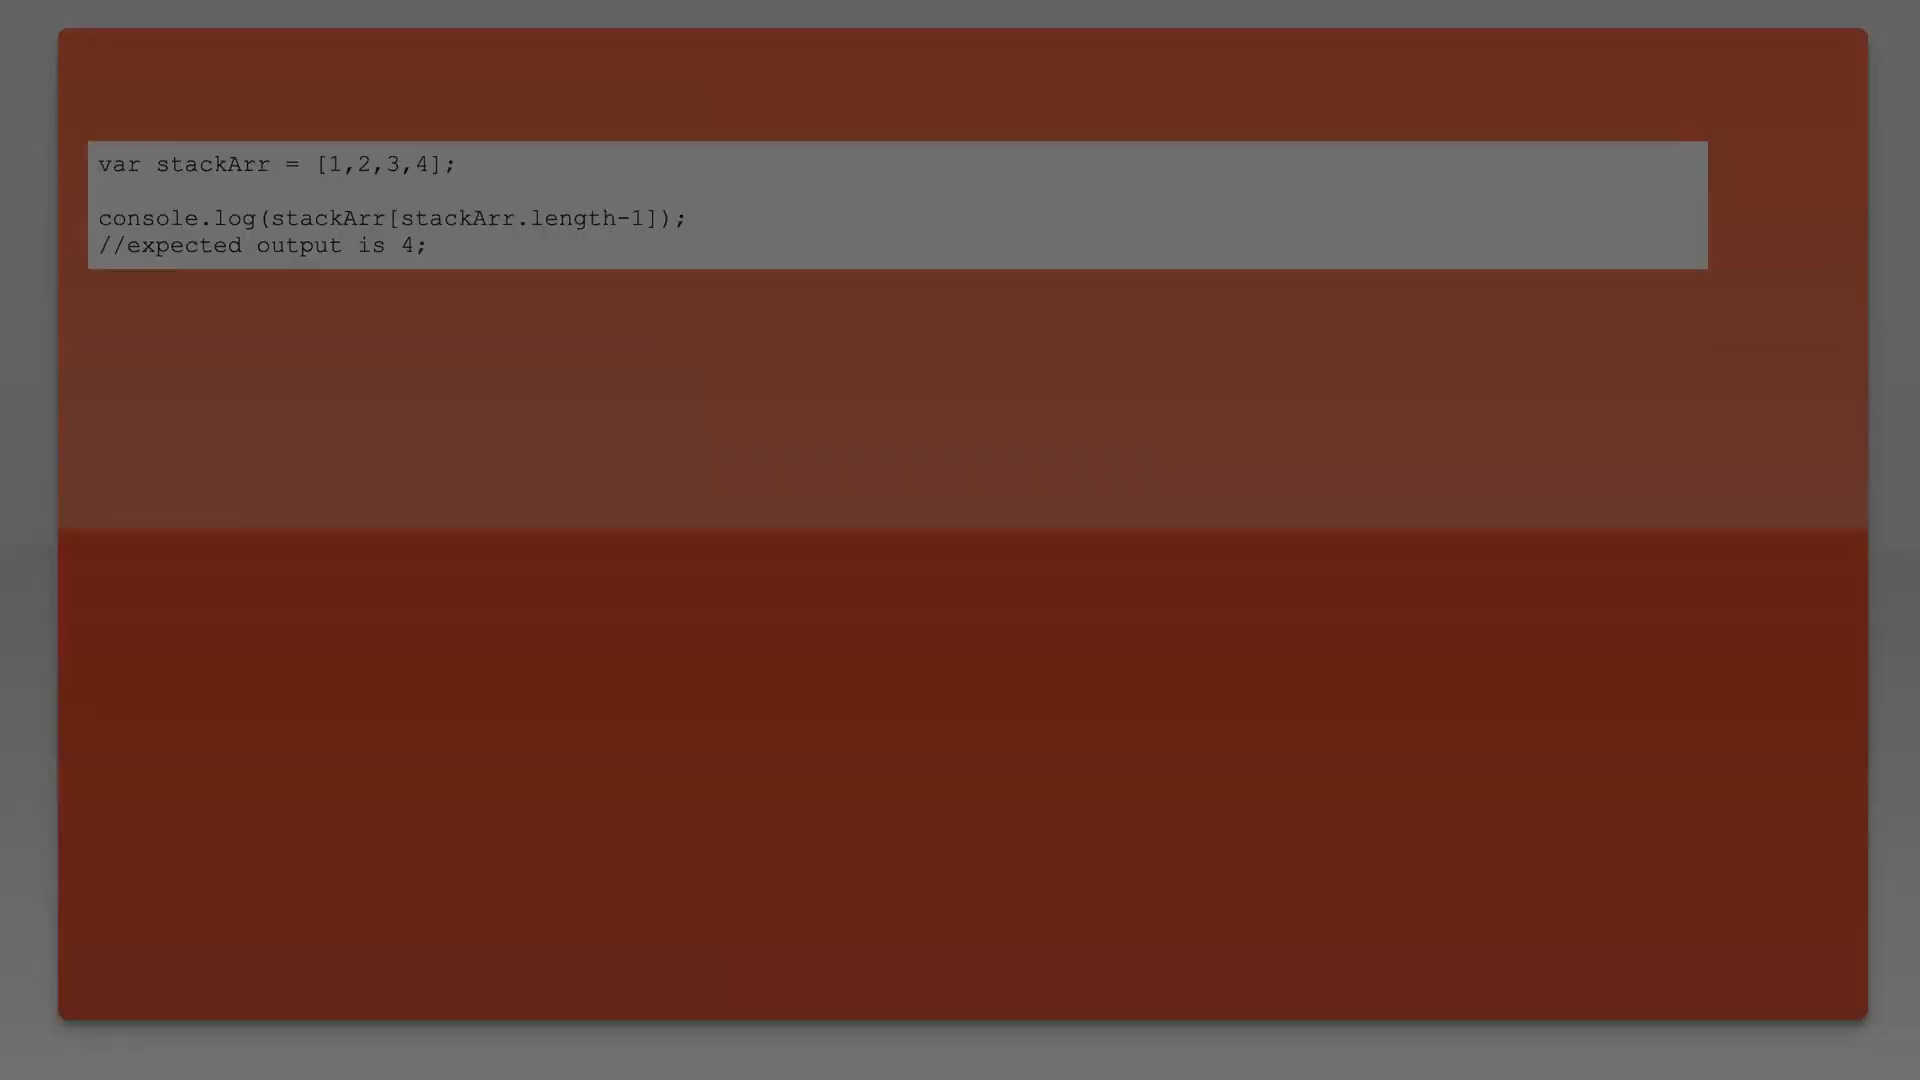 var stackArr = [1,2,3,4];
console.log(stackArr[stackArr.length-1]);
//expected output is 4;